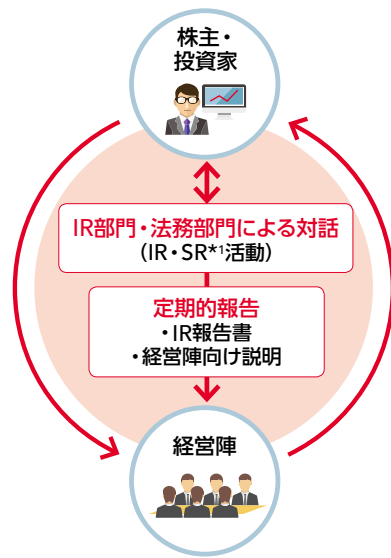 株主・
投資家
IR部門・法務部門による対話
(IR・SR*1活動)
定期的報告
・IR報告書
・経営陣向け説明
経営陣